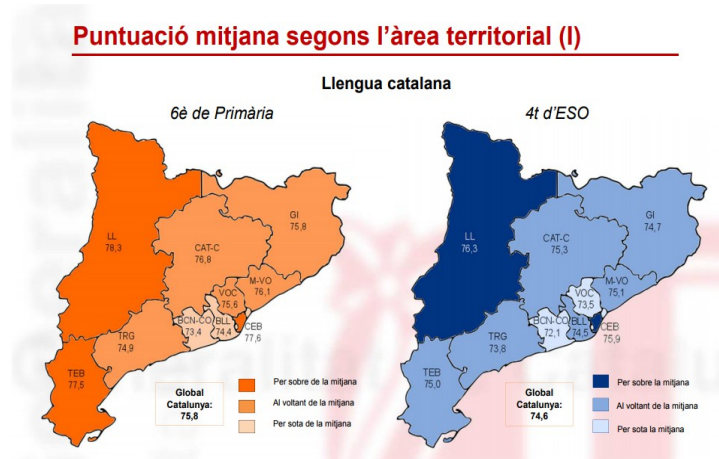 Puntuació mitjana segons l'àrea territorial (I)
Llengua catalana
6è de Primària
LL
78,3
GI
75,8
CAT-C
76,8
M-VO
76,1
VOC
75,6
BCN-CO
73,4
BLL
74,4
CEB
77,6
TRG
74,9
TEB
77,5
Global
Catalunya:
75,8
Per sobre de la mitjana
Al voltant de la mitjana
Per sota de la mitjana
4t d'ESO
LL
76,3
GI
74,7
CAT-C
75,3
M-VO
75,1
VOC
73,5
BCN-CO
72,1
BLL
74,5
CEB
75,9
TRG
73,8
TEB
75,0
Global
Catalunya:
74,6
Per sobre la mitjana
Al voltant de la mitjana
Per sota la mitjana